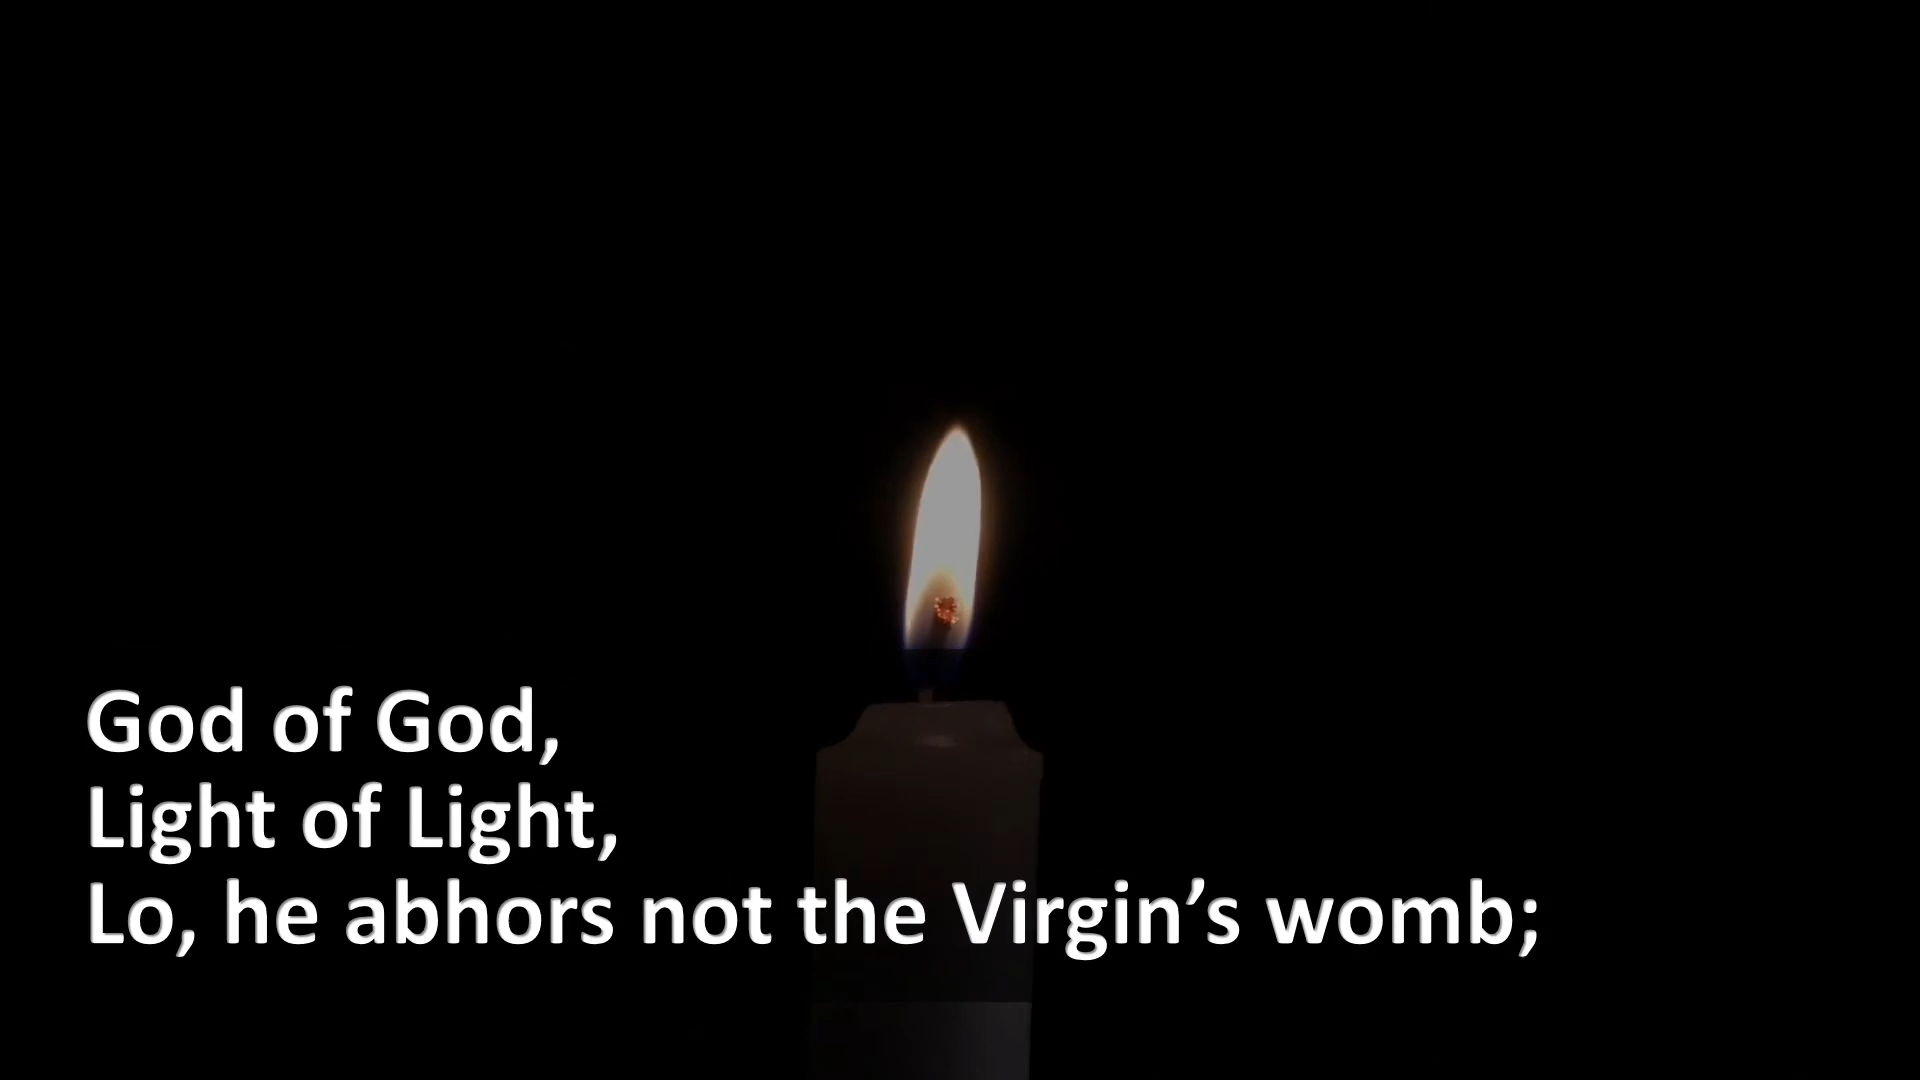 God of God,
Light of Light,
Lo, he abhors not the Virgin’s womb;